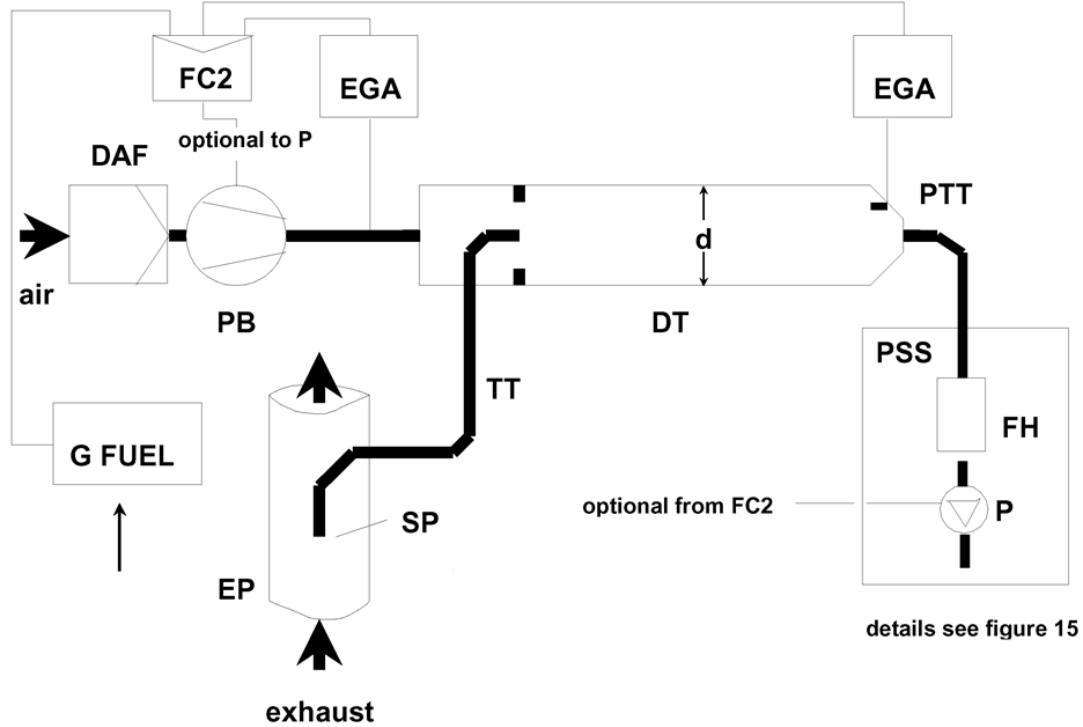 FC2
EGA
EGA
optional to P
DAF
PTT
d
air
PB
DT
PSS
TT
FH
G FUEL
optional from FC2
P
SP
EP
details see figure 15
exhaust